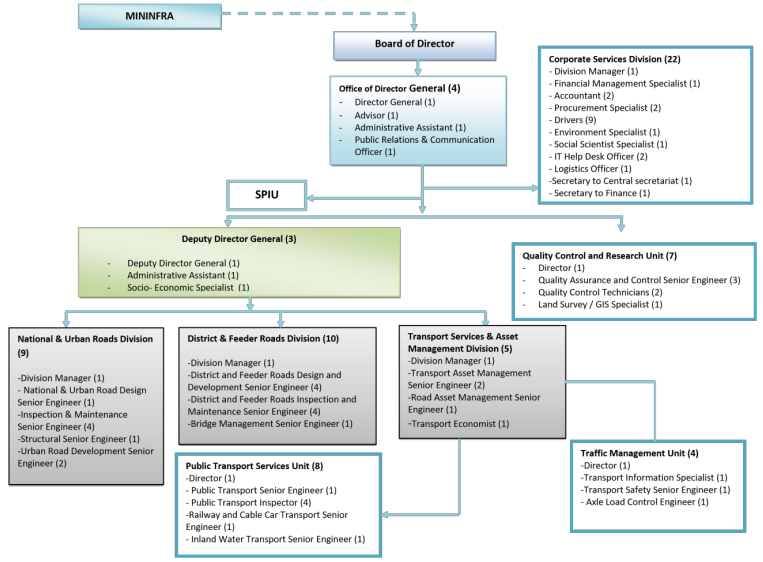 MININFRA
Board of Director
Office of Director General (4)
- Director General (1)
- Advisor (1)
- Administrative Assistant (1)
- Public Relations & Communication
Officer (1)
Corporate Services Division (22)
- Division Manager (1)
- Financial Management Specialist (1)
- Accountant (2)
- Procurement Specialist (2)
- Drivers (9)
- Environment Specialist (1)
- Social Scientist Specialist (1)
- IT Help Desk Officer (2)
- Logistics Officer (1)
-Secretary to Central secretariat (1)
- Secretary to Finance (1)
SPIU
Deputy Director General (3)
- Deputy Director General (1)
- Administrative Assistant (1)
- Socio- Economic Specialist (1)
Quality Control and Research Unit (7)
- Director (1)
- Quality Assurance and Control Senior Engineer (3)
- Quality Control Technicians (2)
- Land Survey / GIS Specialist (1)
National & Urban Roads Division
(9)
-Division Manager (1)
- National & Urban Road Design
Senior Engineer (1)
-Inspection & Maintenance
Senior Engineer (4)
-Structural Senior Engineer (1)
-Urban Road Development Senior
Engineer (2)
District & Feeder Roads Division (10)
-Division Manager (1)
-District and Feeder Roads Design and
Development Senior Engineer (4)
-District and Feeder Roads Inspection and
Maintenance Senior Engineer (4)
-Bridge Management Senior Engineer (1)
Transport Services & Asset
Management Division (5)
-Division Manager (1)
-Transport Asset Management
Senior Engineer (2)
-Road Asset Management Senior
Engineer (1)
-Transport Economist (1)
Public Transport Services Unit (8)
-Director (1)
- Public Transport Senior Engineer (1)
- Public Transport Inspector (4)
-Railway and Cable Car Transport Senior
Engineer (1)
- Inland Water Transport Senior Engineer (1)
Traffic Management Unit (4)
-Director (1)
-Transport Information Specialist (1)
-Transport Safety Senior Engineer (1)
- Axle Load Control Engineer (1)